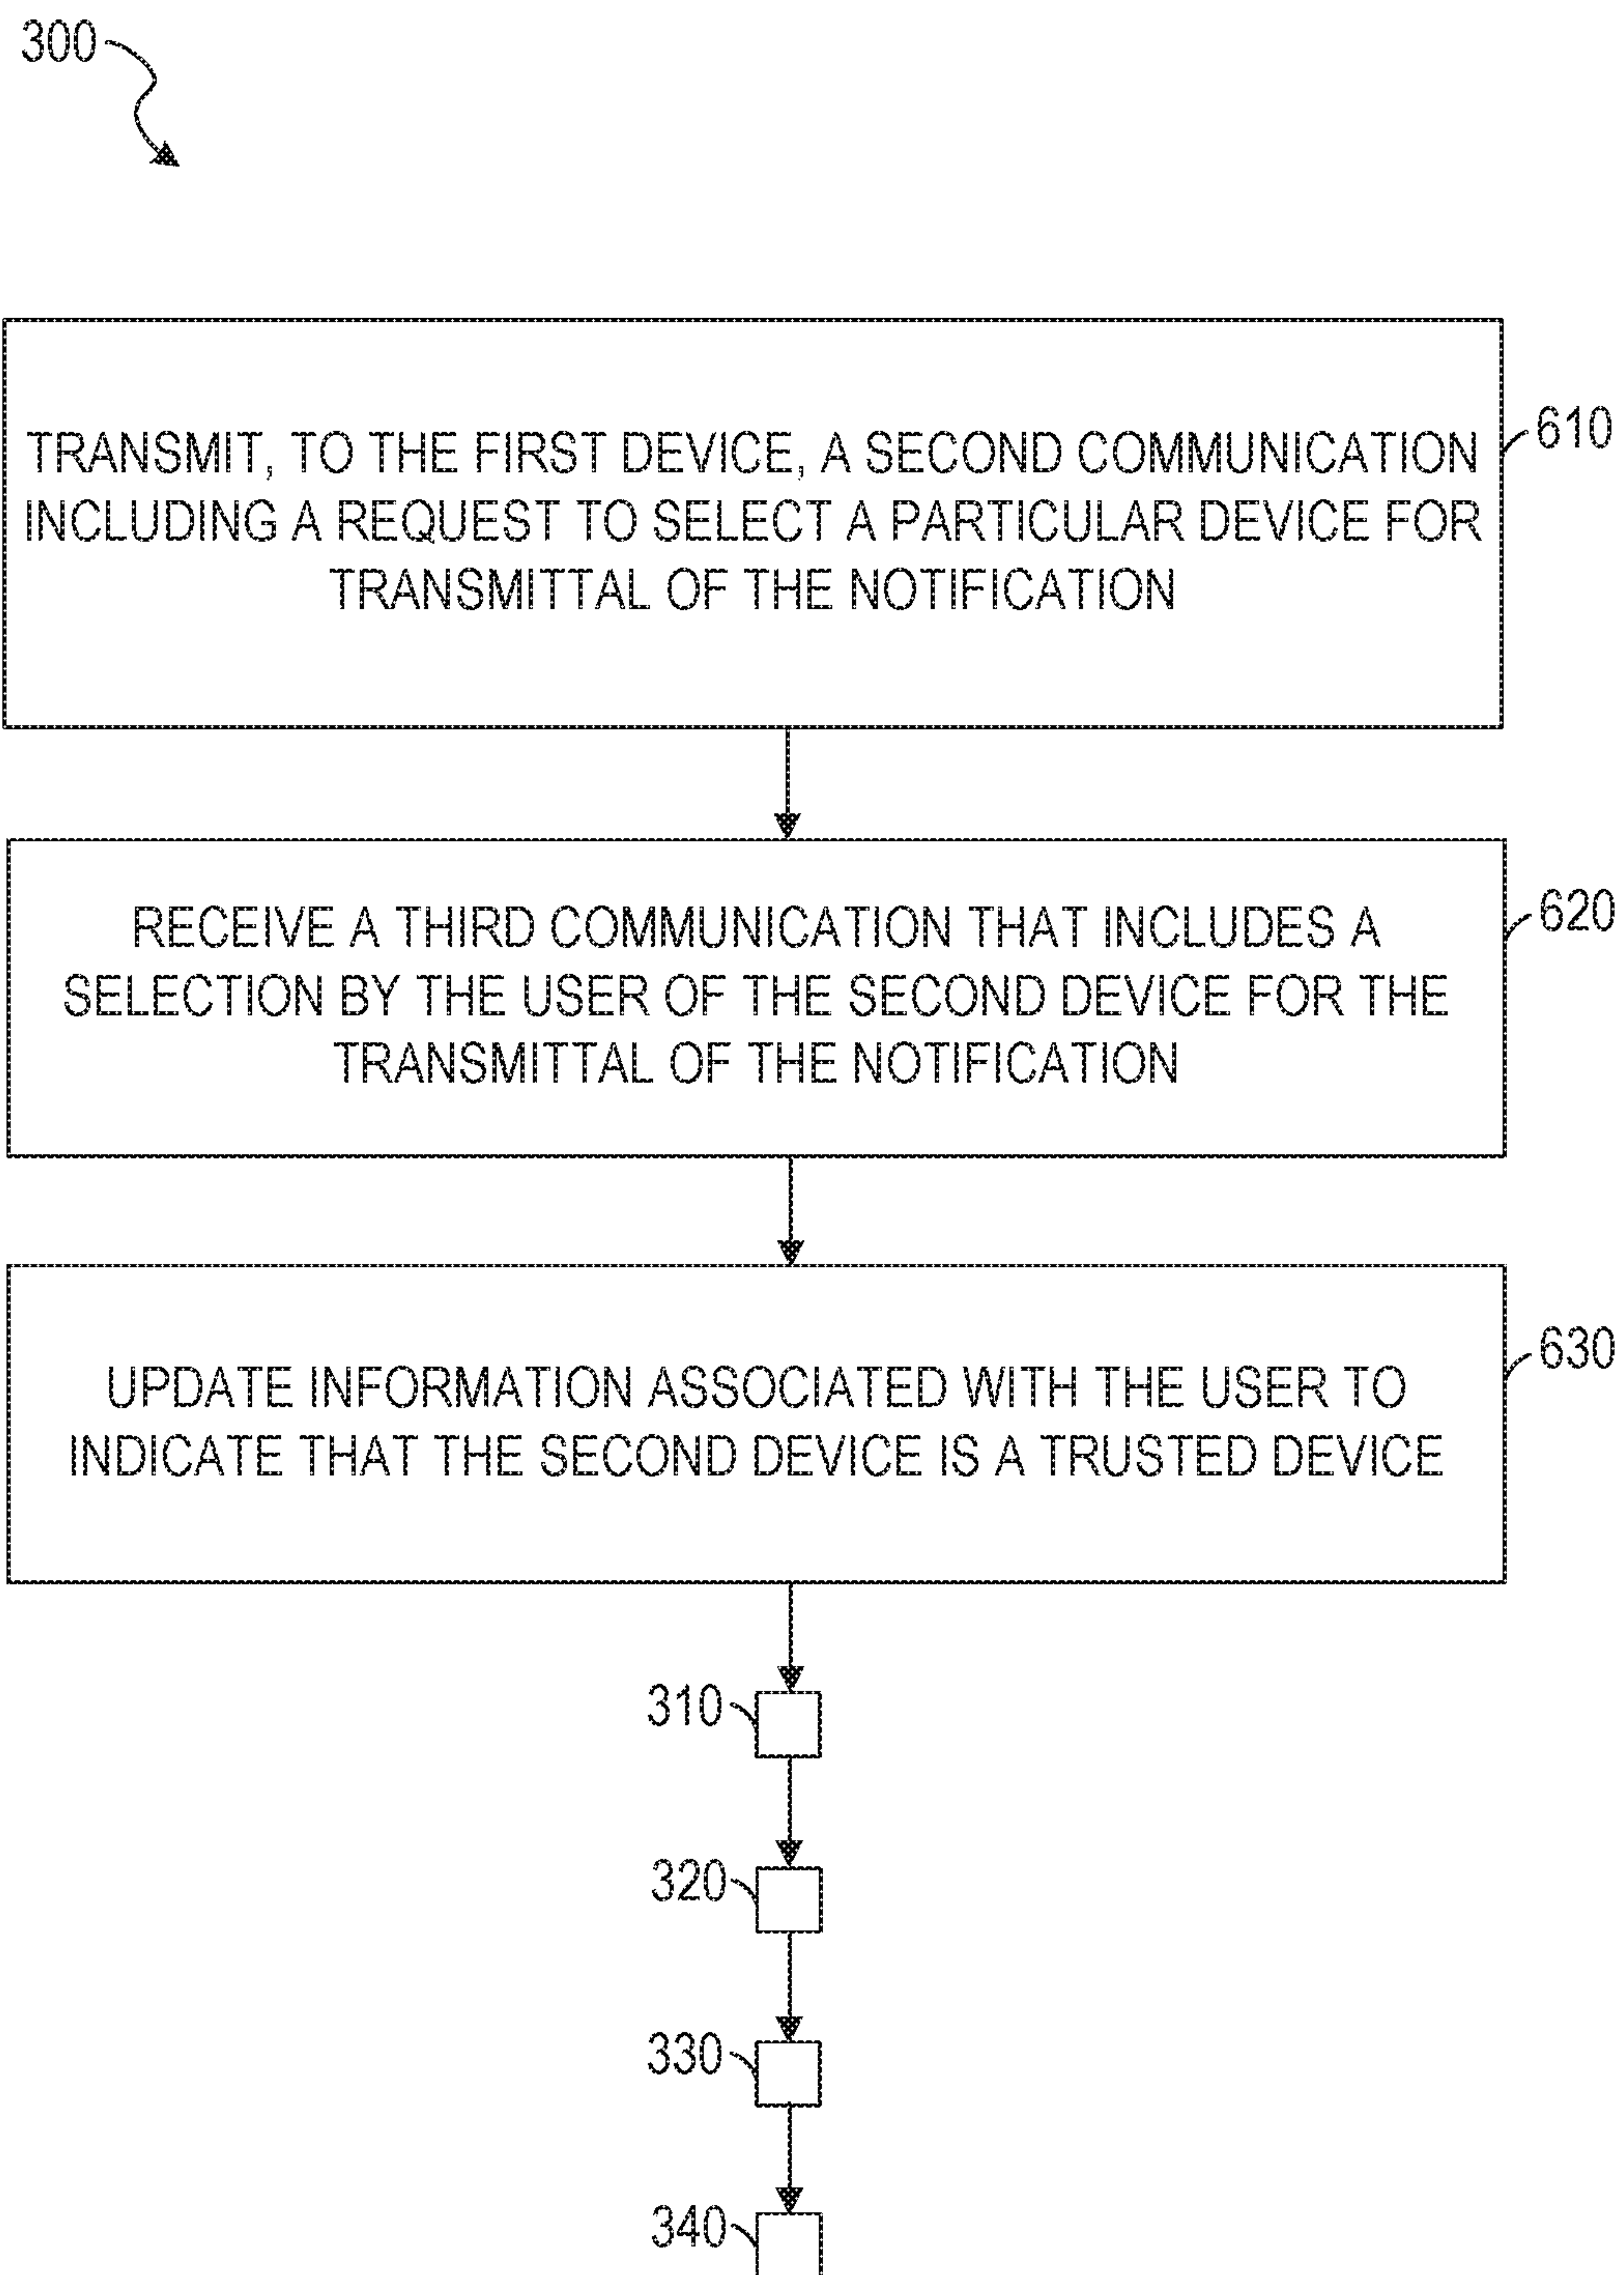 300
TRANSMIT, TO THE FIRST DEVICE, A SECOND COMMUNICATION
INCLUDING A REQUEST TO SELECT A PARTICULAR DEVICE FOR
TRANSMITTAL OF THE NOTIFICATION
610
RECEIVE A THIRD COMMUNICATION THAT INCLUDES A
SELECTION BY THE USER OF THE SECOND DEVICE FOR THE
TRANSMITTAL OF THE NOTIFICATION
620
UPDATE INFORMATION ASSOCIATED WITH THE USER TO
INDICATE THAT THE SECOND DEVICE IS A TRUSTED DEVICE
630
310
320
330
340